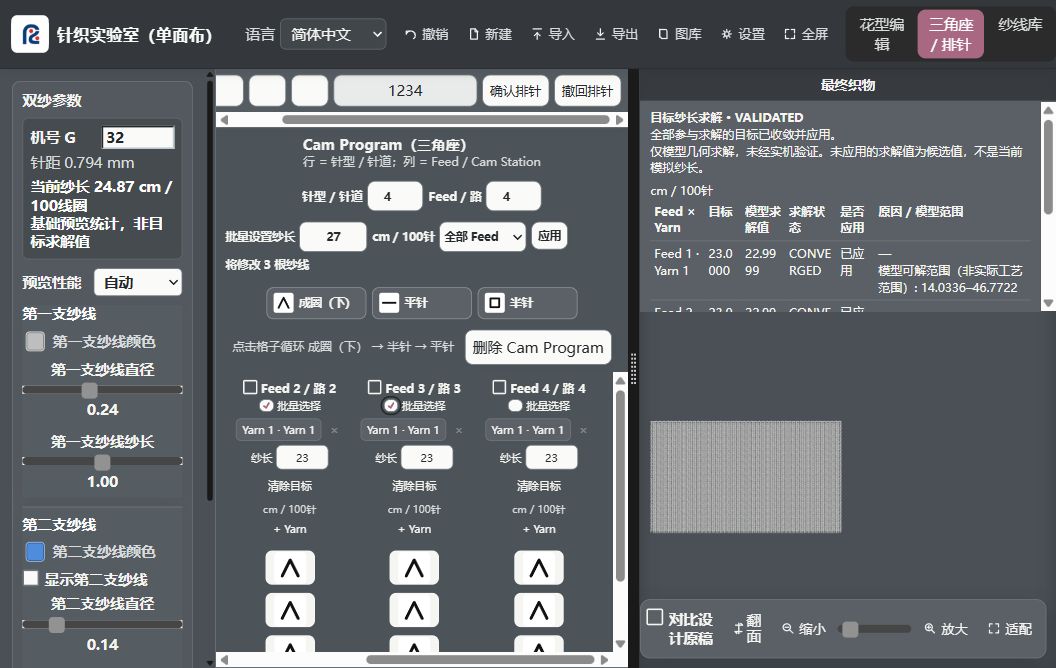 针织实验室（单面布）
语言
简体中文
撤销
新建
导入
导出
图库
设置
全屏
花型编辑
三角座 / 排针
纱线库
双纱参数
机号 G
32
针距 0.794 mm
当前纱长 24.87 cm /
100线圈
基础预览统计，非目
标求解值
预览性能
自动
第一支纱线
第一支纱线颜色
第一支纱线直径
0.24
第一支纱线纱长
1.00
第二支纱线
第二支纱线颜色
显示第二支纱线
第二支纱线直径
0.14
1234
确认排针
撤回排针
Cam Program（三角座）
行 = 针型 / 针道；列 = Feed / Cam Station
针型 / 针道
4
Feed / 路
4
批量设置纱长
27
cm / 100针
全部 Feed
应用
将修改 3 根纱线
成圈（下）
平针
半针
点击格子循环 成圈（下） → 半针 → 平针
删除 Cam Program
Feed 2 / 路 2
批量选择
Yarn 1 · Yarn 1
×
纱长
23
清除目标
cm / 100针
+ Yarn
Feed 3 / 路 3
批量选择
Yarn 1 · Yarn 1
×
纱长
23
清除目标
cm / 100针
+ Yarn
Feed 4 / 路 4
批量选择
Yarn 1 · Yarn 1
×
纱长
23
清除目标
cm / 100针
+ Yarn
最终织物
目标纱长求解 • VALIDATED
全部参与求解的目标已收敛并应用。
仅模型几何求解，未经实机验证。未应用的求解值为候选值，不是当前
模拟纱长。
cm / 100针
Feed × Yarn
目标
模型求解值
求解状态
是否应用
原因 / 模型范围
Feed 1 · Yarn 1
23.0000
22.9999
CONVERGED
已应用
—
模型可解范围（非实际工艺
范围）: 14.0336–46.7722
对比设计原稿
翻面
缩小
放大
适配